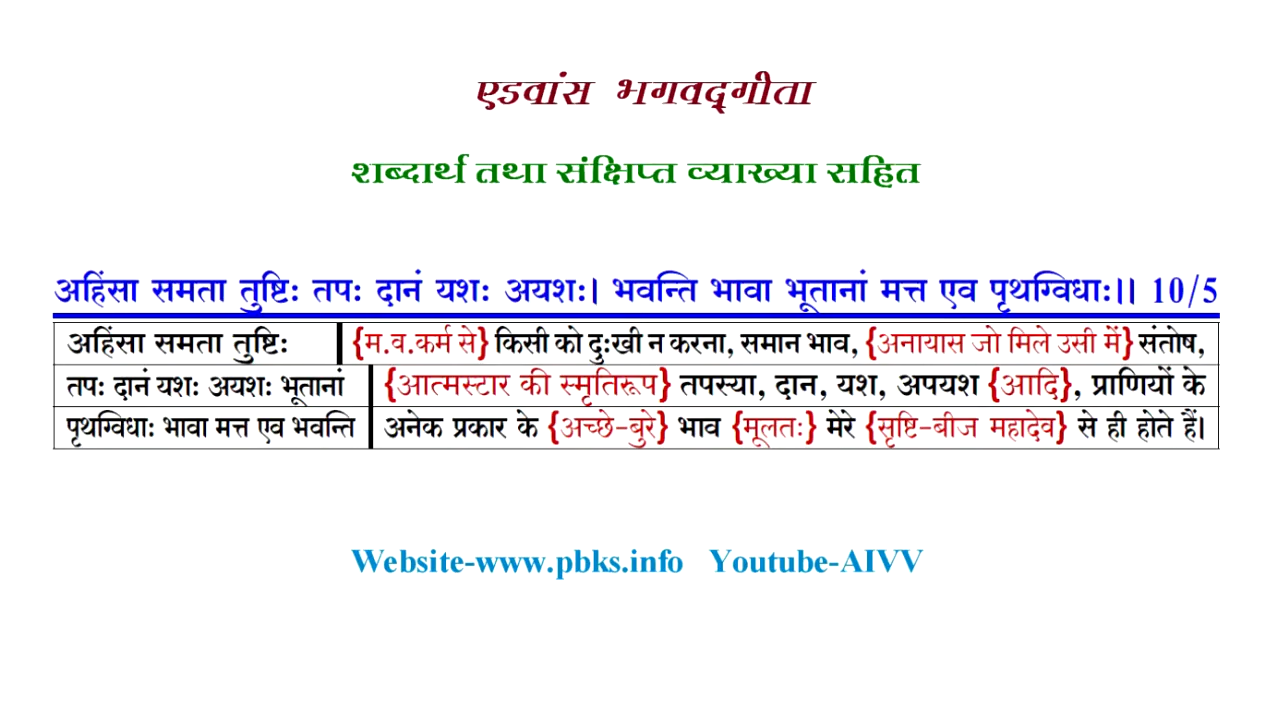 एडवांस भगवद्गीता
शब्दार्थ तथा संक्षिप्त व्याख्या सहित
अहिंसा समता तुष्टिः तपः दानं यशः अयशः। भवन्ति भावा भूतानां मत्त एव पृथग्विधाः।। 10/5
अहिंसा समता तुष्टिः {म.व.कर्म से} किसी को दुःखी न करना, समान भाव, {अनायास जो मिले उसी में} संतोष,
तपः दानं यशः अयशः भूतानां {आत्मस्टार की स्मृतिरूप} तपस्या, दान, यश, अपयश {आदि}, प्राणियों के
पृथग्विधाः भावा मत्त एव भवन्ति अनेक प्रकार के {अच्छे-बुरे} भाव {मूलतः} मेरे {सृष्टि-बीज महादेव} से ही होते हैं।
Website-www.pbks.info Youtube-AIVV